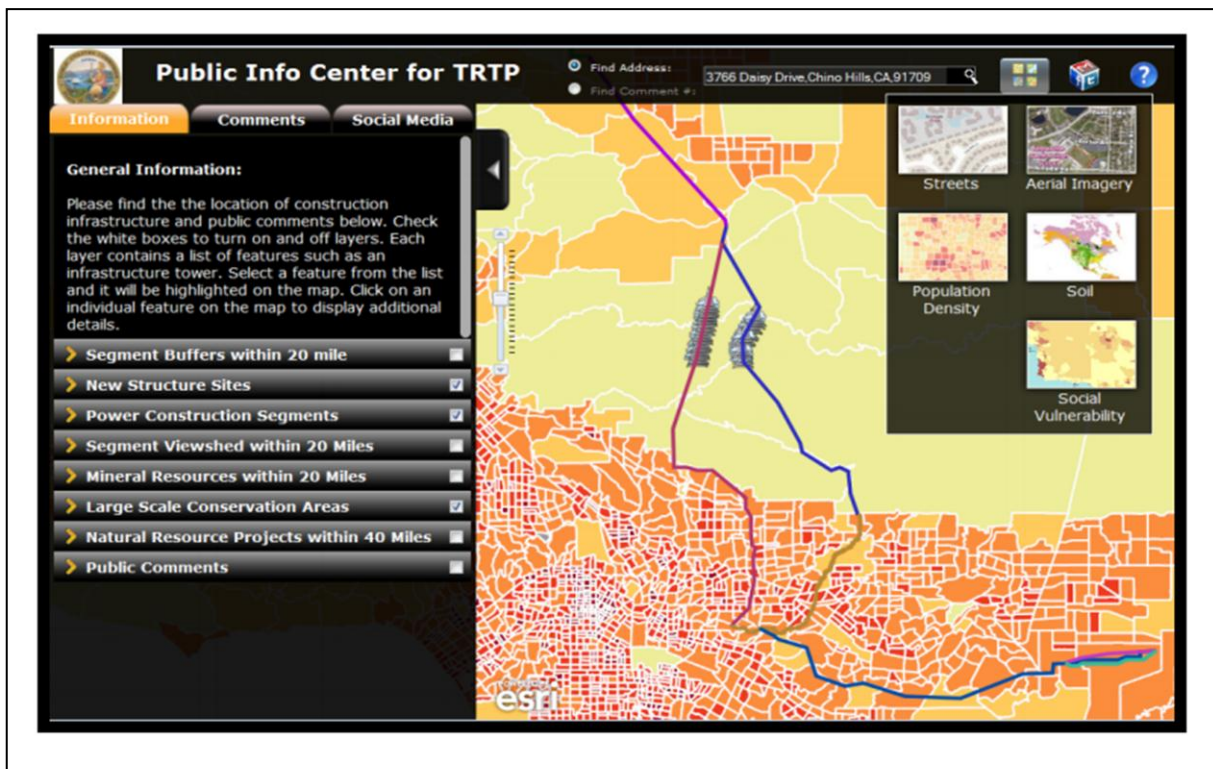 Public Info Center for TRTP
Find Address:
Find Comment #:
3766 Daisy Drive,Chino Hills,CA,91709
Information
Comments
Social Media
General Information:
Please find the the location of construction
infrastructure and public comments below. Check
the white boxes to turn on and off layers. Each
layer contains a list of features such as an
infrastructure tower. Select a feature from the list
and it will be highlighted on the map. Click on an
individual feature on the map to display additional
details.
Segment Buffers within 20 mile
New Structure Sites
Power Construction Segments
Segment Viewshed within 20 Miles
Mineral Resources within 20 Miles
Large Scale Conservation Areas
Natural Resource Projects within 40 Miles
Public Comments
Streets
Aerial Imagery
Population
Density
Soil
Social
Vulnerability
esri